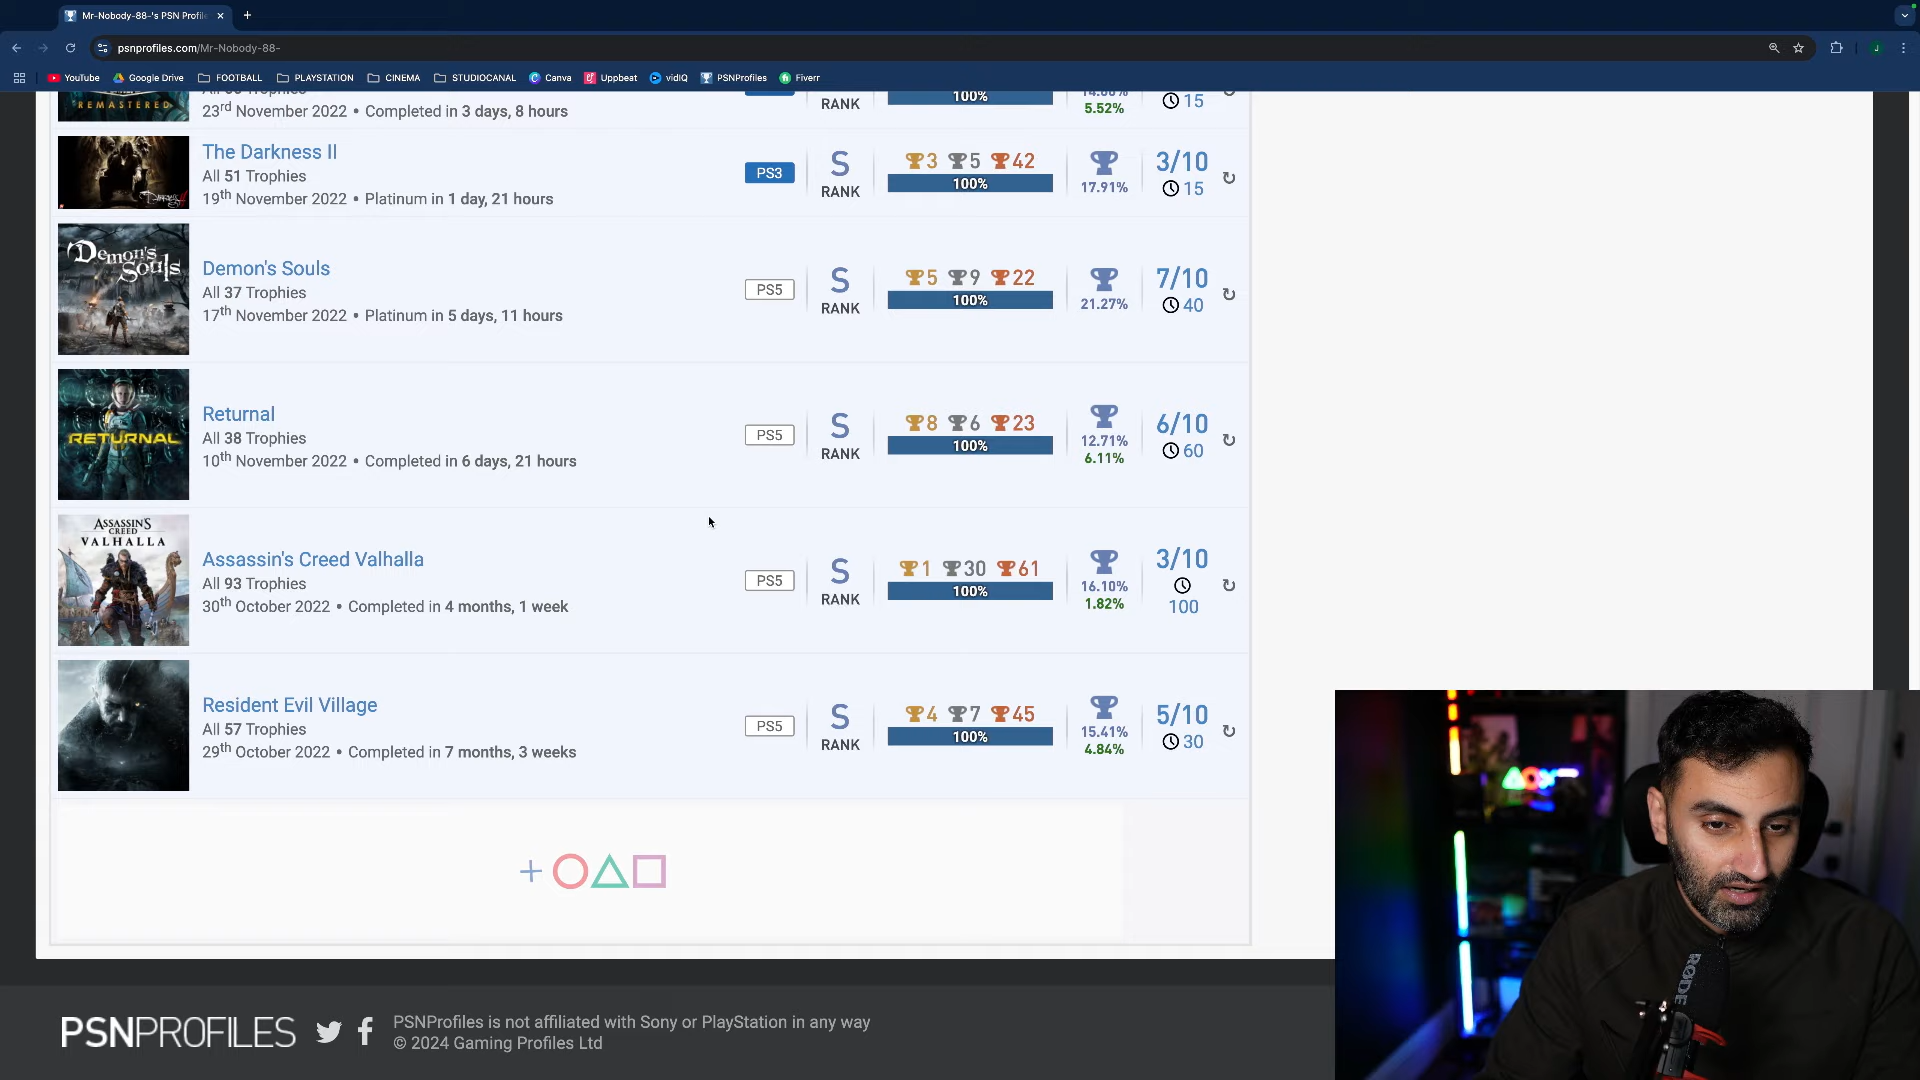 Mr-Nobody-88-'s PSN Profile
psnprofiles.com/Mr-Nobody-88-
YouTube Google Drive FOOTBALL PLAYSTATION CINEMA STUDIOCANAL Canva Uppbeat vidIQ PSNProfiles Fiverr
REMASTERED
23rd November 2022 • Completed in 3 days, 8 hours
RANK
100%
5.52%
15
The Darkness II
All 51 Trophies
19th November 2022 • Platinum in 1 day, 21 hours
PS3
S
RANK
3 5 42
100%
17.91%
3/10
15
Demon's Souls
Demon's Souls
All 37 Trophies
17th November 2022 • Platinum in 5 days, 11 hours
PS5
S
RANK
5 9 22
100%
21.27%
7/10
40
RETURNAL
Returnal
All 38 Trophies
10th November 2022 • Completed in 6 days, 21 hours
PS5
S
RANK
8 6 23
100%
12.71%
6.11%
6/10
60
ASSASSIN'S
CREED
VALHALLA
Assassin's Creed Valhalla
All 93 Trophies
30th October 2022 • Completed in 4 months, 1 week
PS5
S
RANK
1 30 61
100%
16.10%
1.82%
3/10
100
Resident Evil Village
All 57 Trophies
29th October 2022 • Completed in 7 months, 3 weeks
PS5
S
RANK
4 7 45
100%
15.41%
4.84%
5/10
30
PSNPROFILES
PSNProfiles is not affiliated with Sony or PlayStation in any way
© 2024 Gaming Profiles Ltd
RØDE